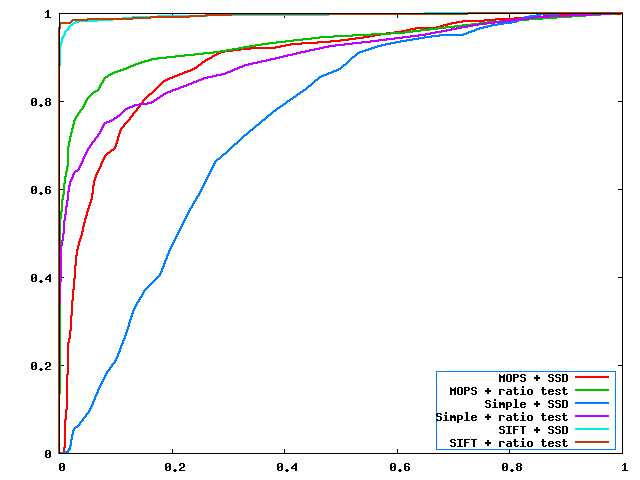 1
0.8
0.6
0.4
0.2
0
0
0.2
0.4
0.6
0.8
1
MOPS + SSD
MOPS + ratio test
Simple + SSD
Simple + ratio test
SIFT + SSD
SIFT + ratio test